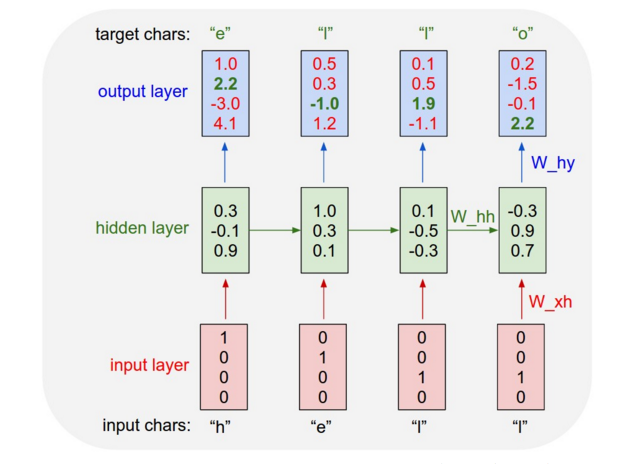 target chars: “e” “l” “l” “o”
1.0 0.5 0.1 0.2
2.2 0.3 0.5 -1.5
output layer -3.0 -1.0 1.9 -0.1
4.1 1.2 -1.1 2.2
W_hy
0.3 1.0 0.1 -0.3
hidden layer -0.1 0.3 -0.5 W_hh 0.9
0.9 0.1 -0.3 0.7
W_xh
1 0 0 0
0 1 0 0
input layer 0 0 1 1
0 0 0 0
input chars: “h” “e” “l” “l”